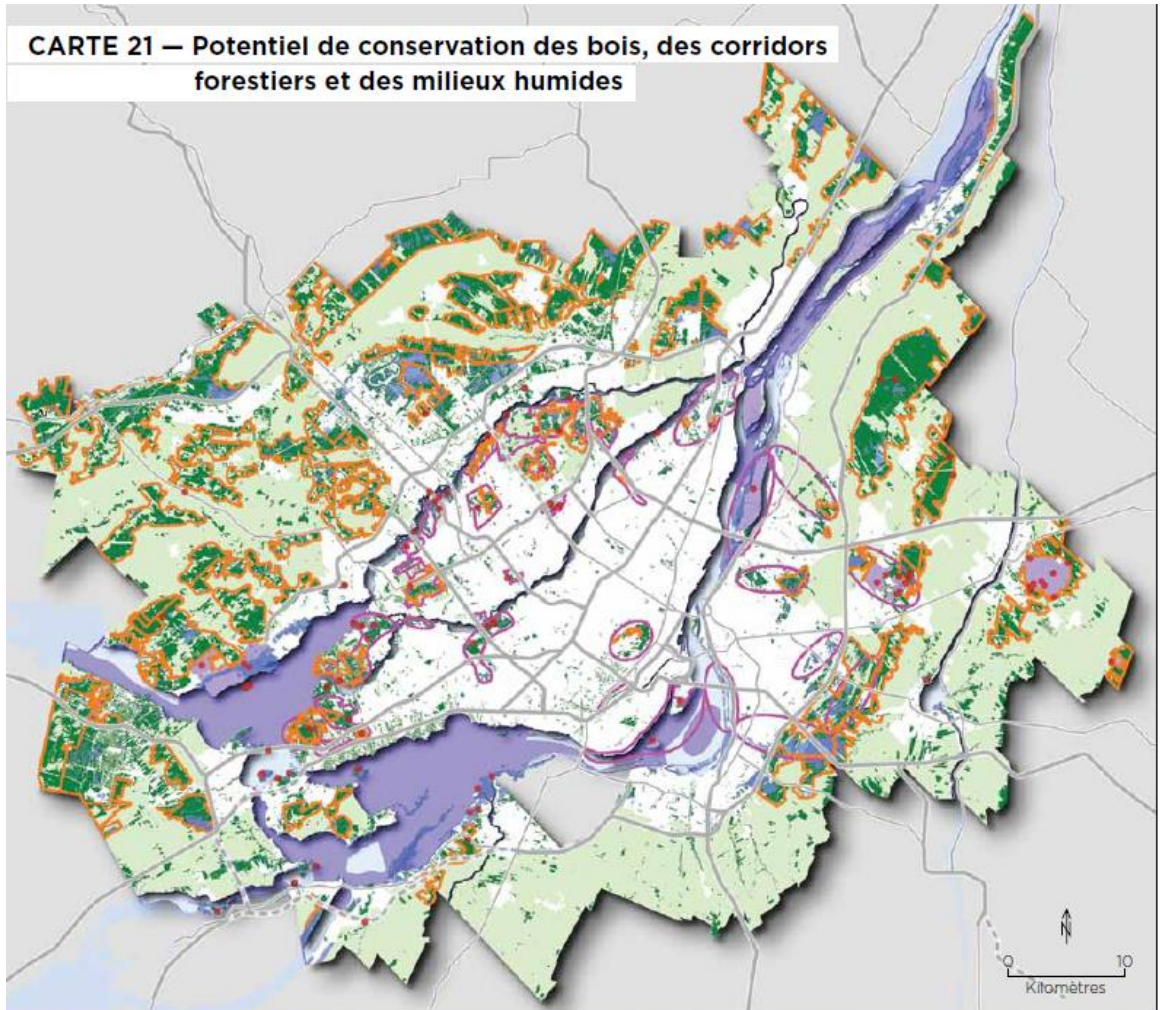 CARTE 21 — Potentiel de conservation des bois, des corridors
forestiers et des milieux humides
N
0 10
Kilomètres